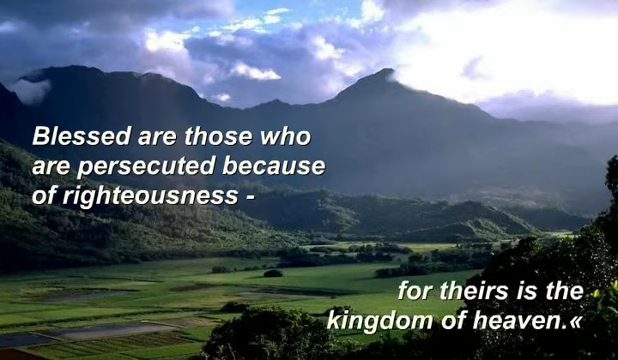 Blessed are those who
are persecuted because
of righteousness -
for theirs is the
kingdom of heaven.«